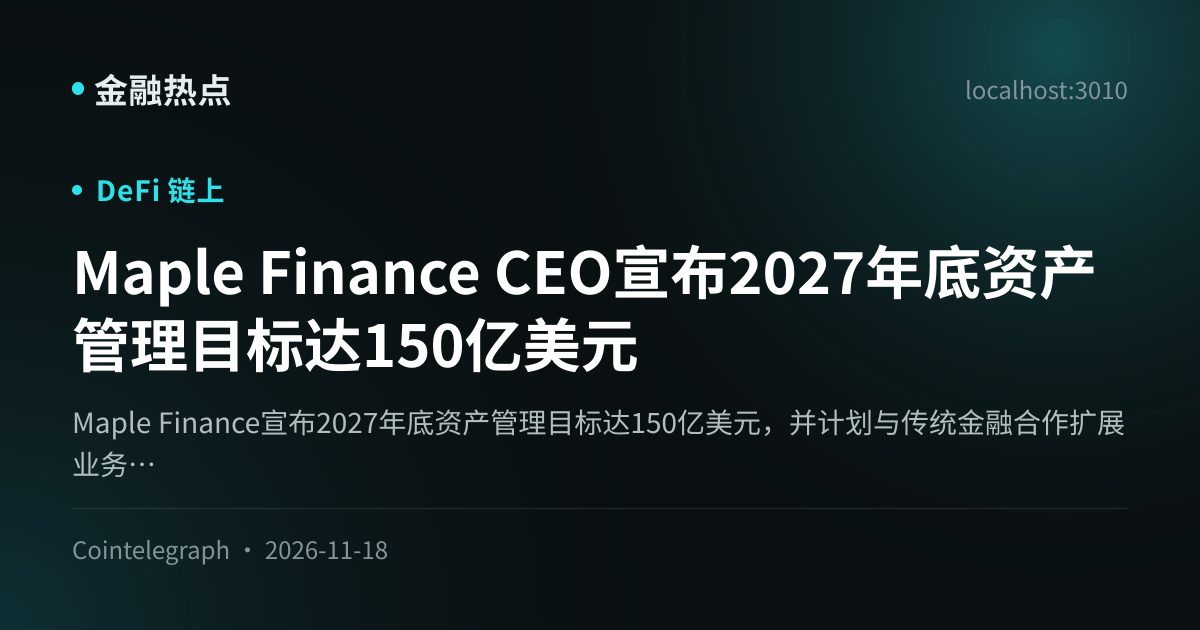 金融热点
localhost:3010
DeFi 链上
Maple Finance CEO宣布2027年底资产
管理目标达150亿美元
Maple Finance宣布2027年底资产管理目标达150亿美元，并计划与传统金融合作扩展
业务…
Cointelegraph · 2026-11-18